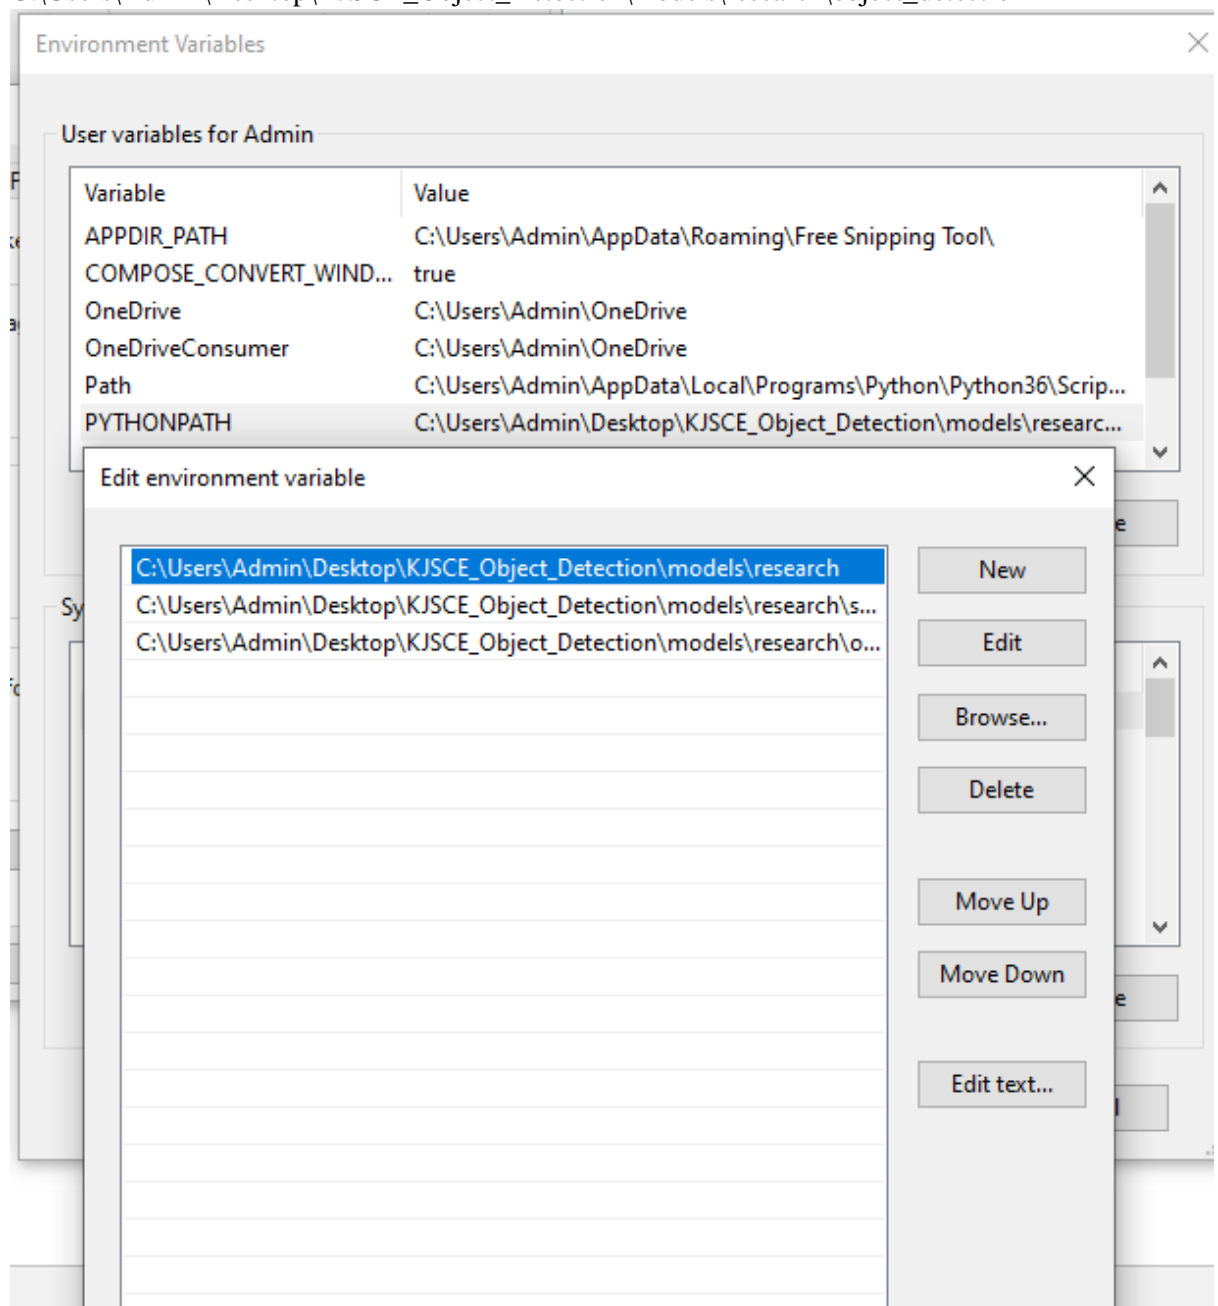 Environment Variables
User variables for Admin
Variable Value
APPDIR_PATH C:\Users\Admin\AppData\Roaming\Free Snipping Tool\
COMPOSE_CONVERT_WIND... true
OneDrive C:\Users\Admin\OneDrive
OneDriveConsumer C:\Users\Admin\OneDrive
Path C:\Users\Admin\AppData\Local\Programs\Python\Python36\Scrip...
PYTHONPATH C:\Users\Admin\Desktop\KJSCE_Object_Detection\models\researc...
Edit environment variable
C:\Users\Admin\Desktop\KJSCE_Object_Detection\models\research
C:\Users\Admin\Desktop\KJSCE_Object_Detection\models\research\s...
C:\Users\Admin\Desktop\KJSCE_Object_Detection\models\research\o...
New
Edit
Browse...
Delete
Move Up
Move Down
Edit text...
Sy